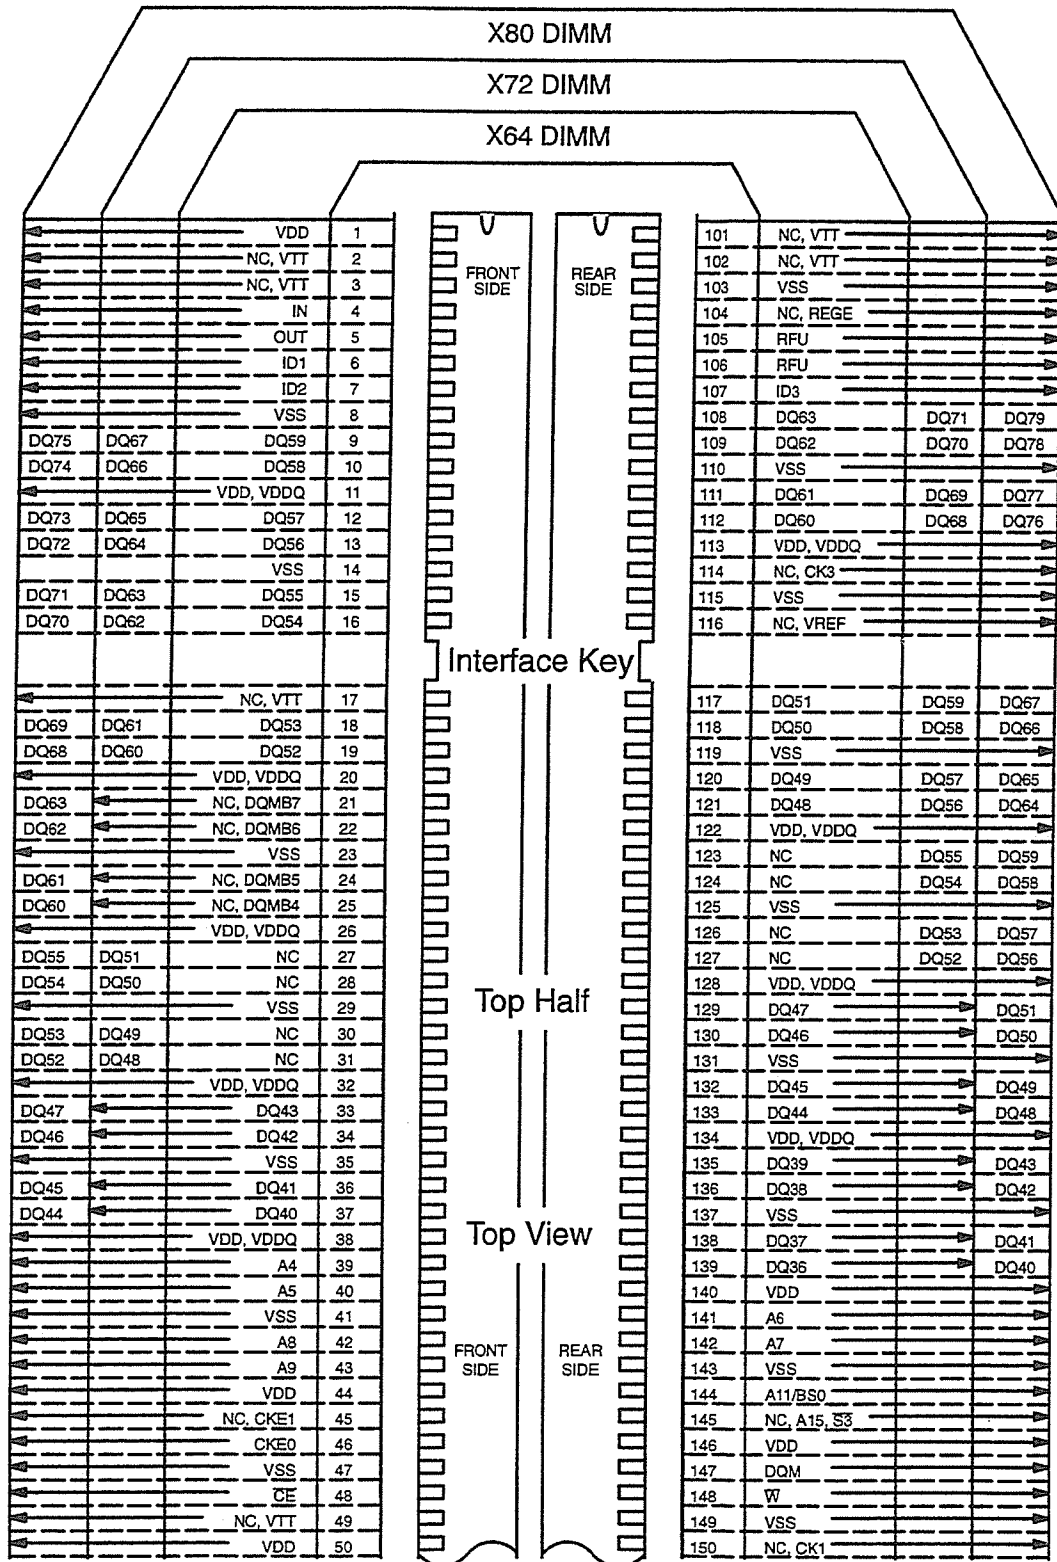 X80 DIMM
X72 DIMM
X64 DIMM
VDD 1
NC, VTT 2
NC, VTT 3
IN 4
OUT 5
ID1 6
ID2 7
VSS 8
DQ75 DQ67 DQ59 9
DQ74 DQ66 DQ58 10
VDD, VDDQ 11
DQ73 DQ65 DQ57 12
DQ72 DQ64 DQ56 13
VSS 14
DQ71 DQ63 DQ55 15
DQ70 DQ62 DQ54 16
NC, VTT 17
DQ69 DQ61 DQ53 18
DQ68 DQ60 DQ52 19
VDD, VDDQ 20
DQ63 NC, DQMB7 21
DQ62 NC, DQMB6 22
VSS 23
DQ61 NC, DQMB5 24
DQ60 NC, DQMB4 25
VDD, VDDQ 26
DQ55 DQ51 NC 27
DQ54 DQ50 NC 28
VSS 29
DQ53 DQ49 NC 30
DQ52 DQ48 NC 31
VDD, VDDQ 32
DQ47 DQ43 33
DQ46 DQ42 34
VSS 35
DQ45 DQ41 36
DQ44 DQ40 37
VDD, VDDQ 38
A4 39
A5 40
VSS 41
A8 42
A9 43
VDD 44
NC, CKE1 45
CKE0 46
VSS 47
C̅E̅ 48
NC, VTT 49
VDD 50
FRONT
SIDE
REAR
SIDE
Interface Key
Top Half
Top View
FRONT
SIDE
REAR
SIDE
101 NC, VTT
102 NC, VTT
103 VSS
104 NC, REGE
105 RFU
106 RFU
107 ID3
108 DQ63 DQ71 DQ79
109 DQ62 DQ70 DQ78
110 VSS
111 DQ61 DQ69 DQ77
112 DQ60 DQ68 DQ76
113 VDD, VDDQ
114 NC, CK3
115 VSS
116 NC, VREF
117 DQ51 DQ59 DQ67
118 DQ50 DQ58 DQ66
119 VSS
120 DQ49 DQ57 DQ65
121 DQ48 DQ56 DQ64
122 VDD, VDDQ
123 NC DQ55 DQ59
124 NC DQ54 DQ58
125 VSS
126 NC DQ53 DQ57
127 NC DQ52 DQ56
128 VDD, VDDQ
129 DQ47 DQ51
130 DQ46 DQ50
131 VSS
132 DQ45 DQ49
133 DQ44 DQ48
134 VDD, VDDQ
135 DQ39 DQ43
136 DQ38 DQ42
137 VSS
138 DQ37 DQ41
139 DQ36 DQ40
140 VDD
141 A6
142 A7
143 VSS
144 A11/BS0
145 NC, A15, S̅3̅
146 VDD
147 DQM
148 W̅
149 VSS
150 NC, CK1